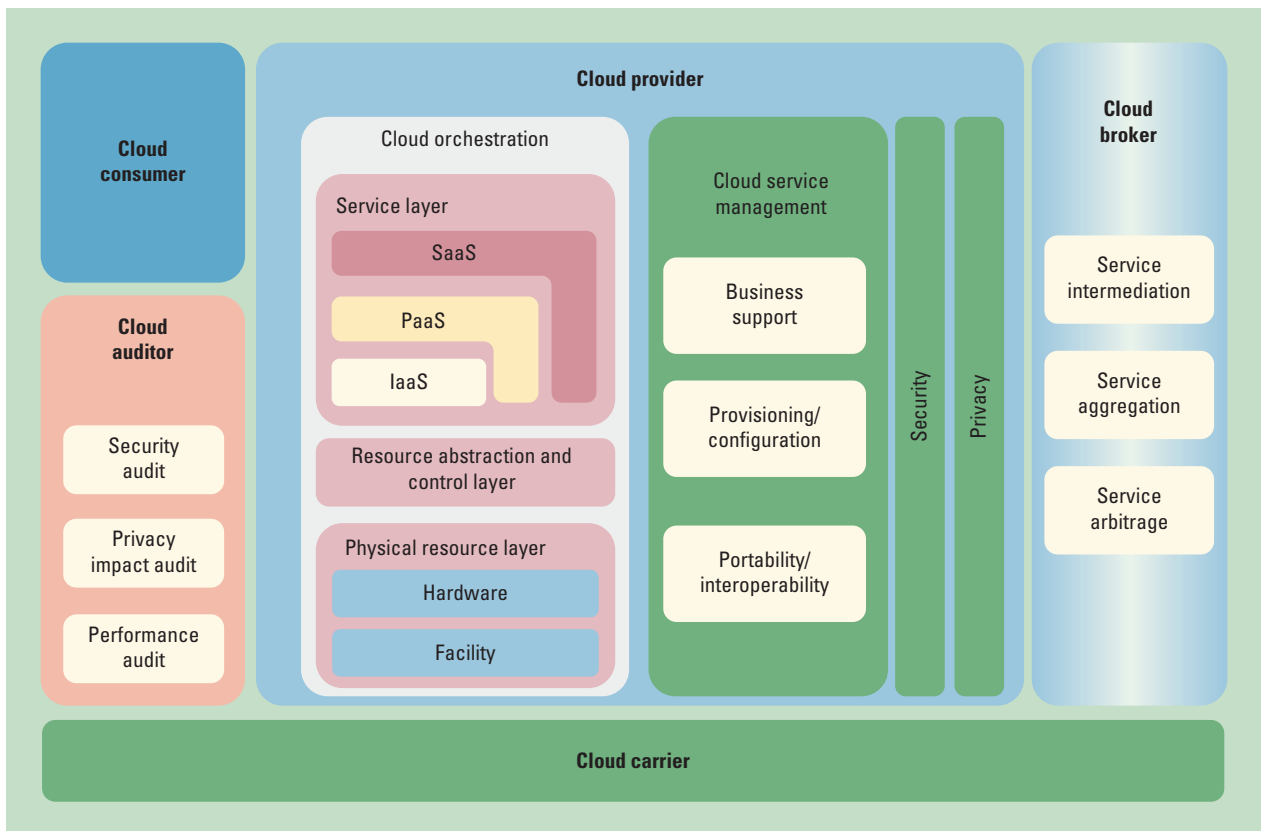 Cloud
consumer
Cloud
auditor
Security
audit
Privacy
impact audit
Performance
audit
Cloud provider
Cloud orchestration
Service layer
SaaS
PaaS
IaaS
Resource abstraction and
control layer
Physical resource layer
Hardware
Facility
Cloud service
management
Business
support
Provisioning/
configuration
Portability/
interoperability
Security
Privacy
Cloud
broker
Service
intermediation
Service
aggregation
Service
arbitrage
Cloud carrier